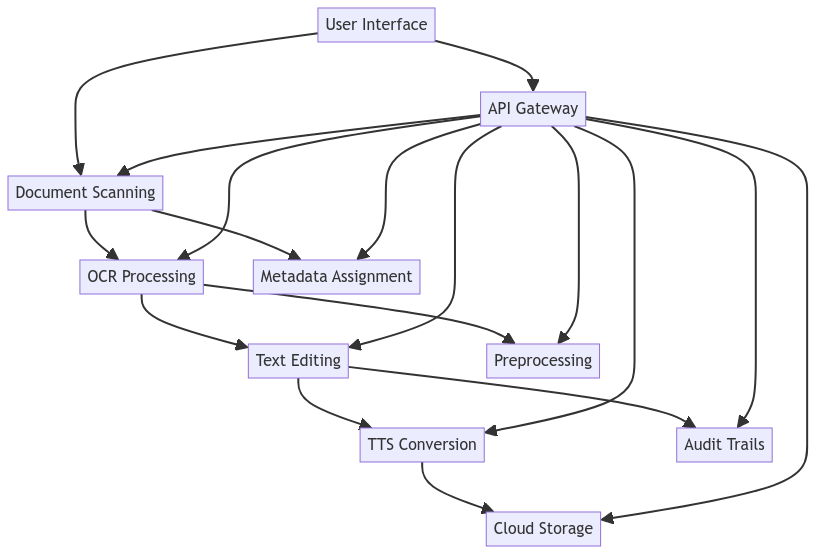 User Interface
API Gateway
Document Scanning
OCR Processing
Metadata Assignment
Text Editing
Preprocessing
TTS Conversion
Audit Trails
Cloud Storage